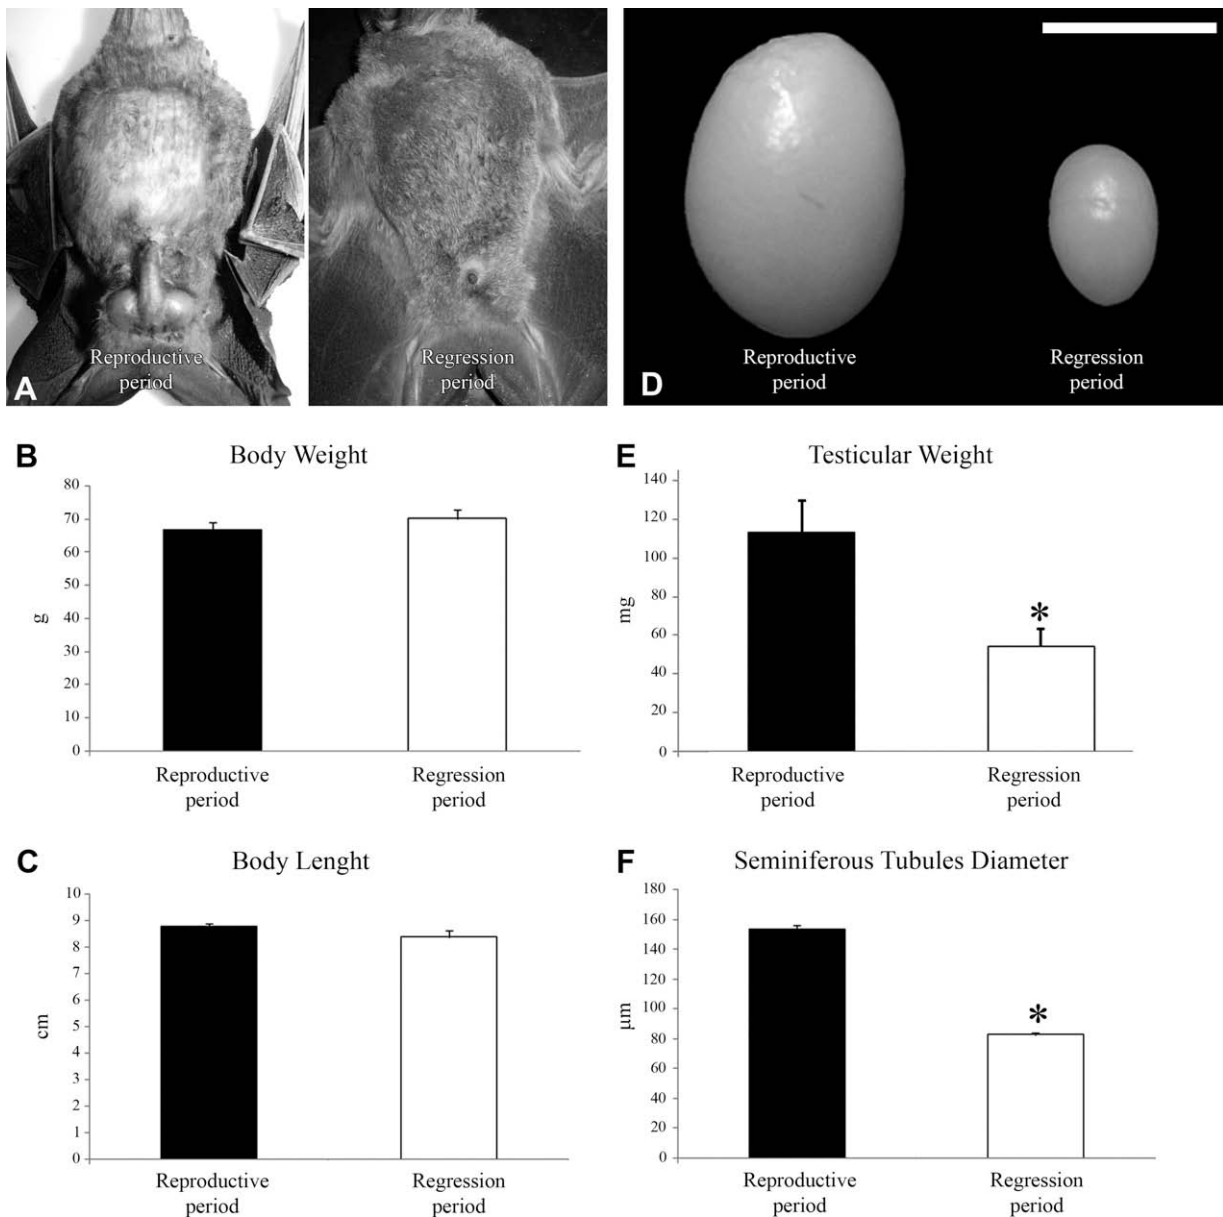 Reproductive
period
A
Regression
period
Reproductive
period
Regression
period
D
B
Body Weight
80
70
60
50
40
30
20
10
0
g
Reproductive
period
Regression
period
E
Testicular Weight
140
120
100
80
60
40
20
0
mg
*
Reproductive
period
Regression
period
C
Body Lenght
10
9
8
7
6
5
4
3
2
1
0
cm
Reproductive
period
Regression
period
F
Seminiferous Tubules Diameter
180
160
140
120
100
80
60
40
20
0
µm
*
Reproductive
period
Regression
period